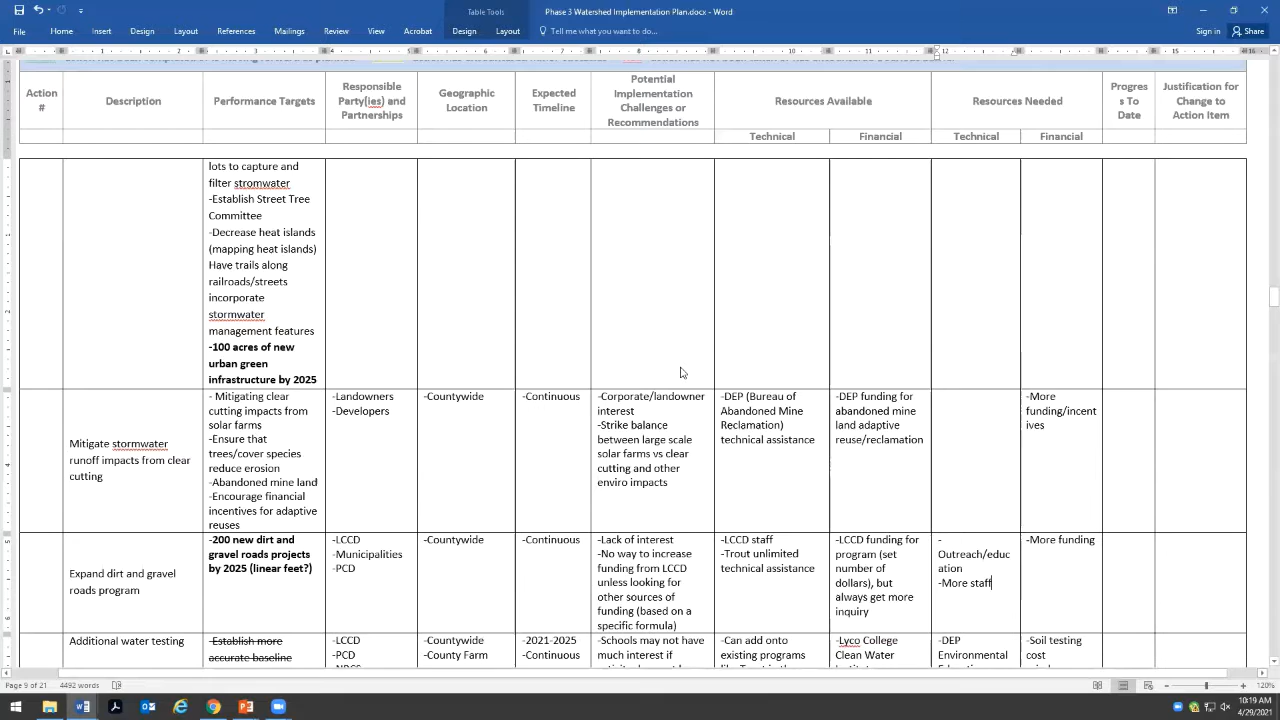 Table Tools
Phase 3 Watershed Implementation Plan.docx - Word
File Home Insert Draw Design Layout References Mailings Review View Acrobat Design Layout Tell me what you want to do...
Sign in Share
Action #
Description
Performance Targets
Responsible
Party(ies) and
Partnerships
Geographic
Location
Expected
Timeline
Potential
Implementation
Challenges or
Recommendations
Resources Available
Resources Needed
Progres
s To
Date
Justification for
Change to
Action Item
Technical Financial Technical Financial
lots to capture and
filter stromwater
-Establish Street Tree
Committee
-Decrease heat islands
(mapping heat islands)
Have trails along
railroads/streets
incorporate
stormwater
management features
-100 acres of new
urban green
infrastructure by 2025
Mitigate stormwater
runoff impacts from clear
cutting
- Mitigating clear
cutting impacts from
solar farms
-Ensure that
trees/cover species
reduce erosion
-Abandoned mine land
-Encourage financial
incentives for adaptive
reuses
-Landowners
-Developers
-Countywide
-Continuous
-Corporate/landowner
interest
-Strike balance
between large scale
solar farms vs clear
cutting and other
enviro impacts
-DEP (Bureau of
Abandoned Mine
Reclamation)
technical assistance
-DEP funding for
abandoned mine
land adaptive
reuse/reclamation
-More
funding/incent
ives
Expand dirt and gravel
roads program
-200 new dirt and
gravel roads projects
by 2025 (linear feet?)
-LCCD
-Municipalities
-PCD
-Countywide
-Continuous
-Lack of interest
-No way to increase
funding from LCCD
unless looking for
other sources of
funding (based on a
specific formula)
-LCCD staff
-Trout unlimited
technical assistance
-LCCD funding for
program (set
number of
dollars), but
always get more
inquiry
-
Outreach/educ
ation
-More staff
-More funding
Additional water testing
-Establish more
accurate baseline
-LCCD
-PCD
-Countywide
-County Farm
-2021-2025
-Continuous
-Schools may not have
much interest if
-Can add onto
existing programs
-Lyco College
Clean Water
-DEP
Environmental
-Soil testing
cost
Page 9 of 21 4492 words
120%
10:19 AM
4/29/2021